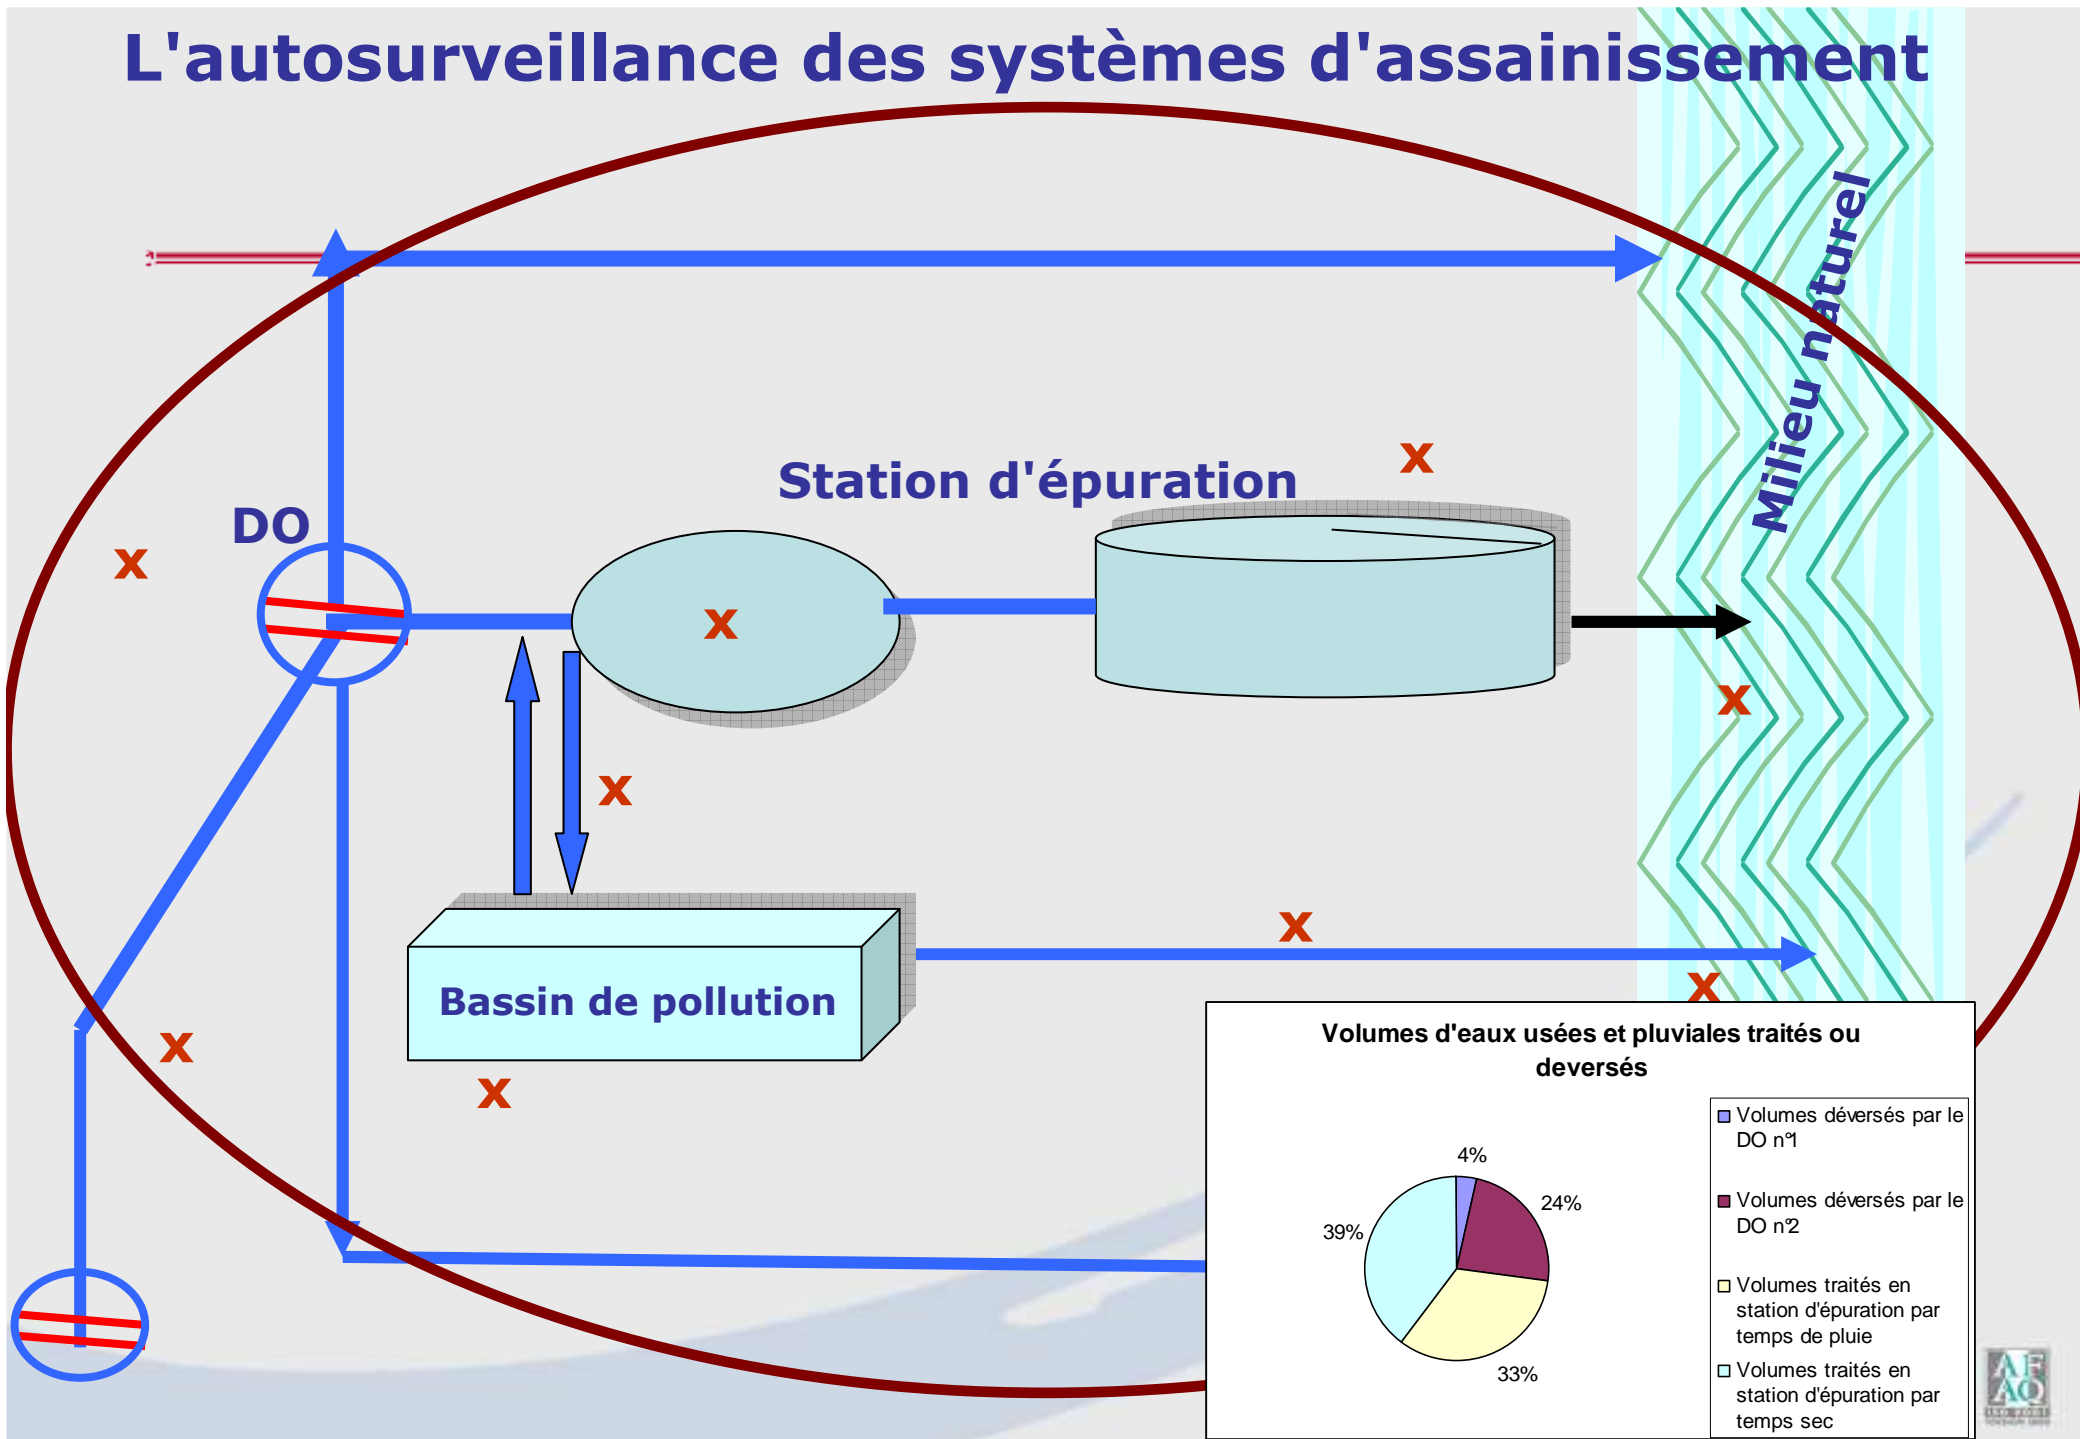 L'autosurveillance des systèmes d'assainissement
Milieu naturel
x
Station d'épuration
DO
x
x
x
x
x
x
x
Bassin de pollution
x
x
Volumes d'eaux usées et pluviales traités ou
deversés
4%
24%
39%
33%
Volumes déversés par le
DO n°1
Volumes déversés par le
DO n°2
Volumes traités en
station d'épuration par
temps de pluie
Volumes traités en
station d'épuration par
temps sec
AF
AQ